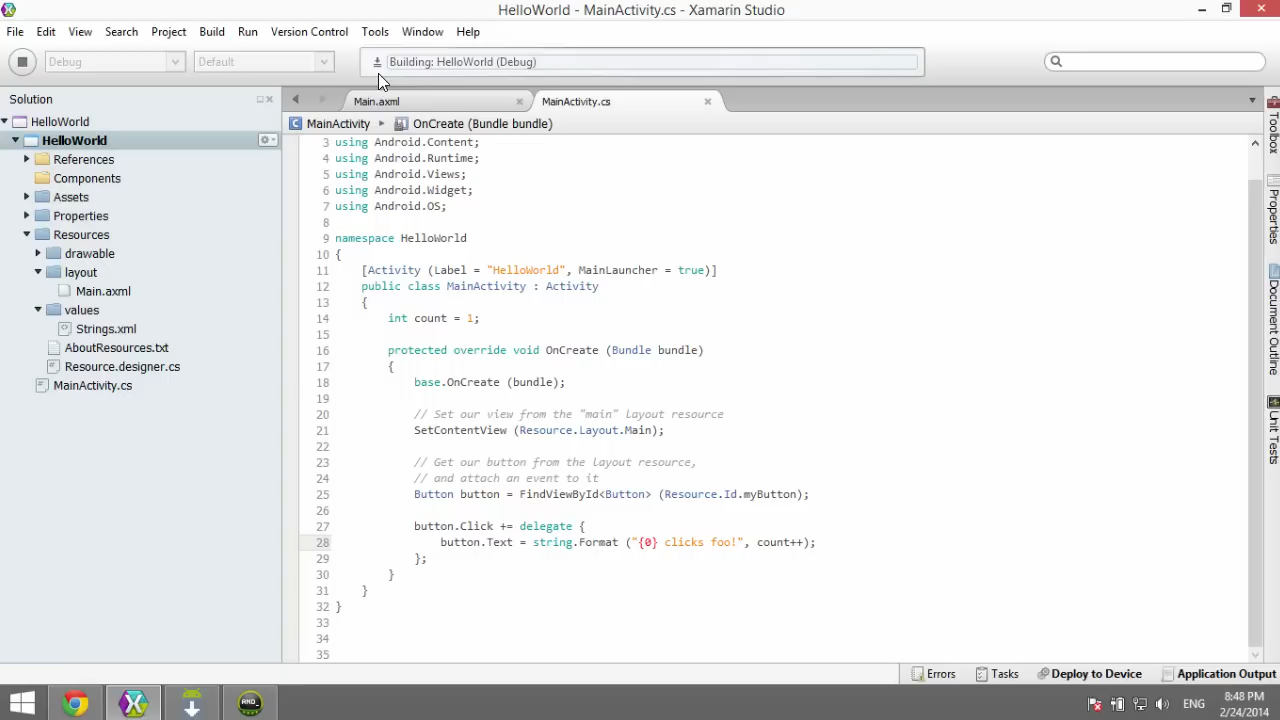 HelloWorld - MainActivity.cs - Xamarin Studio
File Edit View Search Project Build Run Version Control Tools Window Help
Debug Default Building: HelloWorld (Debug)
Solution
Main.axml MainActivity.cs
MainActivity OnCreate (Bundle bundle)
HelloWorld
HelloWorld
References
Components
Assets
Properties
Resources
drawable
layout
Main.axml
values
Strings.xml
AboutResources.txt
Resource.designer.cs
MainActivity.cs
3 using Android.Content;
4 using Android.Runtime;
5 using Android.Views;
6 using Android.Widget;
7 using Android.OS;
8
9 namespace HelloWorld
10 {
11 [Activity (Label = "HelloWorld", MainLauncher = true)]
12 public class MainActivity : Activity
13 {
14 int count = 1;
15
16 protected override void OnCreate (Bundle bundle)
17 {
18 base.OnCreate (bundle);
19
20 // Set our view from the "main" layout resource
21 SetContentView (Resource.Layout.Main);
22
23 // Get our button from the layout resource,
24 // and attach an event to it
25 Button button = FindViewById<Button> (Resource.Id.myButton);
26
27 button.Click += delegate {
28 button.Text = string.Format ("{0} clicks foo!", count++);
29 };
30 }
31 }
32 }
33
34
35
Toolbox
Properties
Document Outline
Unit Tests
Errors Tasks Deploy to Device Application Output
AND
ENG
8:48 PM
2/24/2014